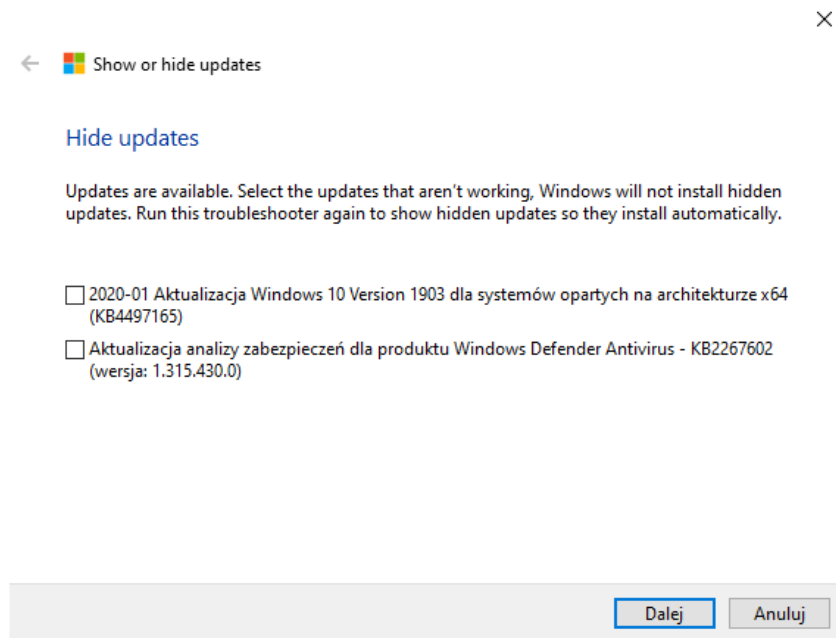 Show or hide updates
Hide updates
Updates are available. Select the updates that aren't working, Windows will not install hidden
updates. Run this troubleshooter again to show hidden updates so they install automatically.
2020-01 Aktualizacja Windows 10 Version 1903 dla systemów opartych na architekturze x64
(KB4497165)
Aktualizacja analizy zabezpieczeń dla produktu Windows Defender Antivirus - KB2267602
(wersja: 1.315.430.0)
Dalej Anuluj